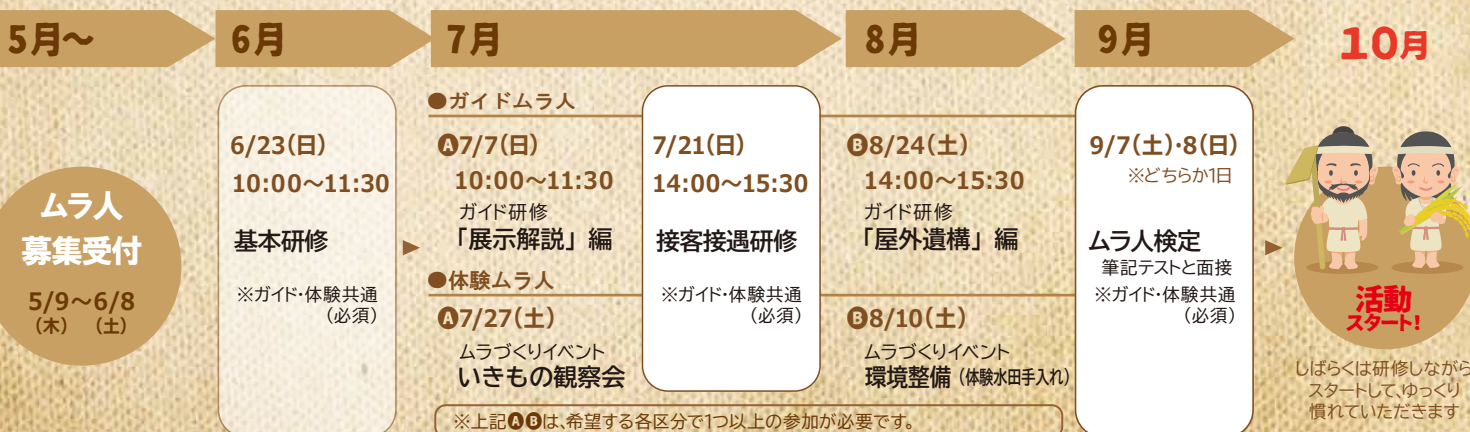 5月〜
6月
7月
8月
9月
10月
ムラ人
募集受付
5/9〜6/8
（木）　（土）
6/23（日）
10:00〜11:30
基本研修
※ガイド・体験共通
（必須）
●ガイドムラ人
Ⓐ7/7（日）
10:00〜11:30
ガイド研修
「展示解説」編
●体験ムラ人
Ⓐ7/27（土）
ムラづくりイベント
いきもの観察会
7/21（日）
14:00〜15:30
接客接遇研修
※ガイド・体験共通
（必須）
Ⓑ8/24（土）
14:00〜15:30
ガイド研修
「屋外遺構」編
Ⓑ8/10（土）
ムラづくりイベント
環境整備（体験水田手入れ）
※上記ⒶⒷは、希望する各区分で1つ以上の参加が必要です。
9/7（土）・8（日）
※どちらか1日
ムラ人検定
筆記テストと面接
※ガイド・体験共通
（必須）
活動
スタート!
しばらくは研修しながら
スタートして、ゆっくり
慣れていただきます